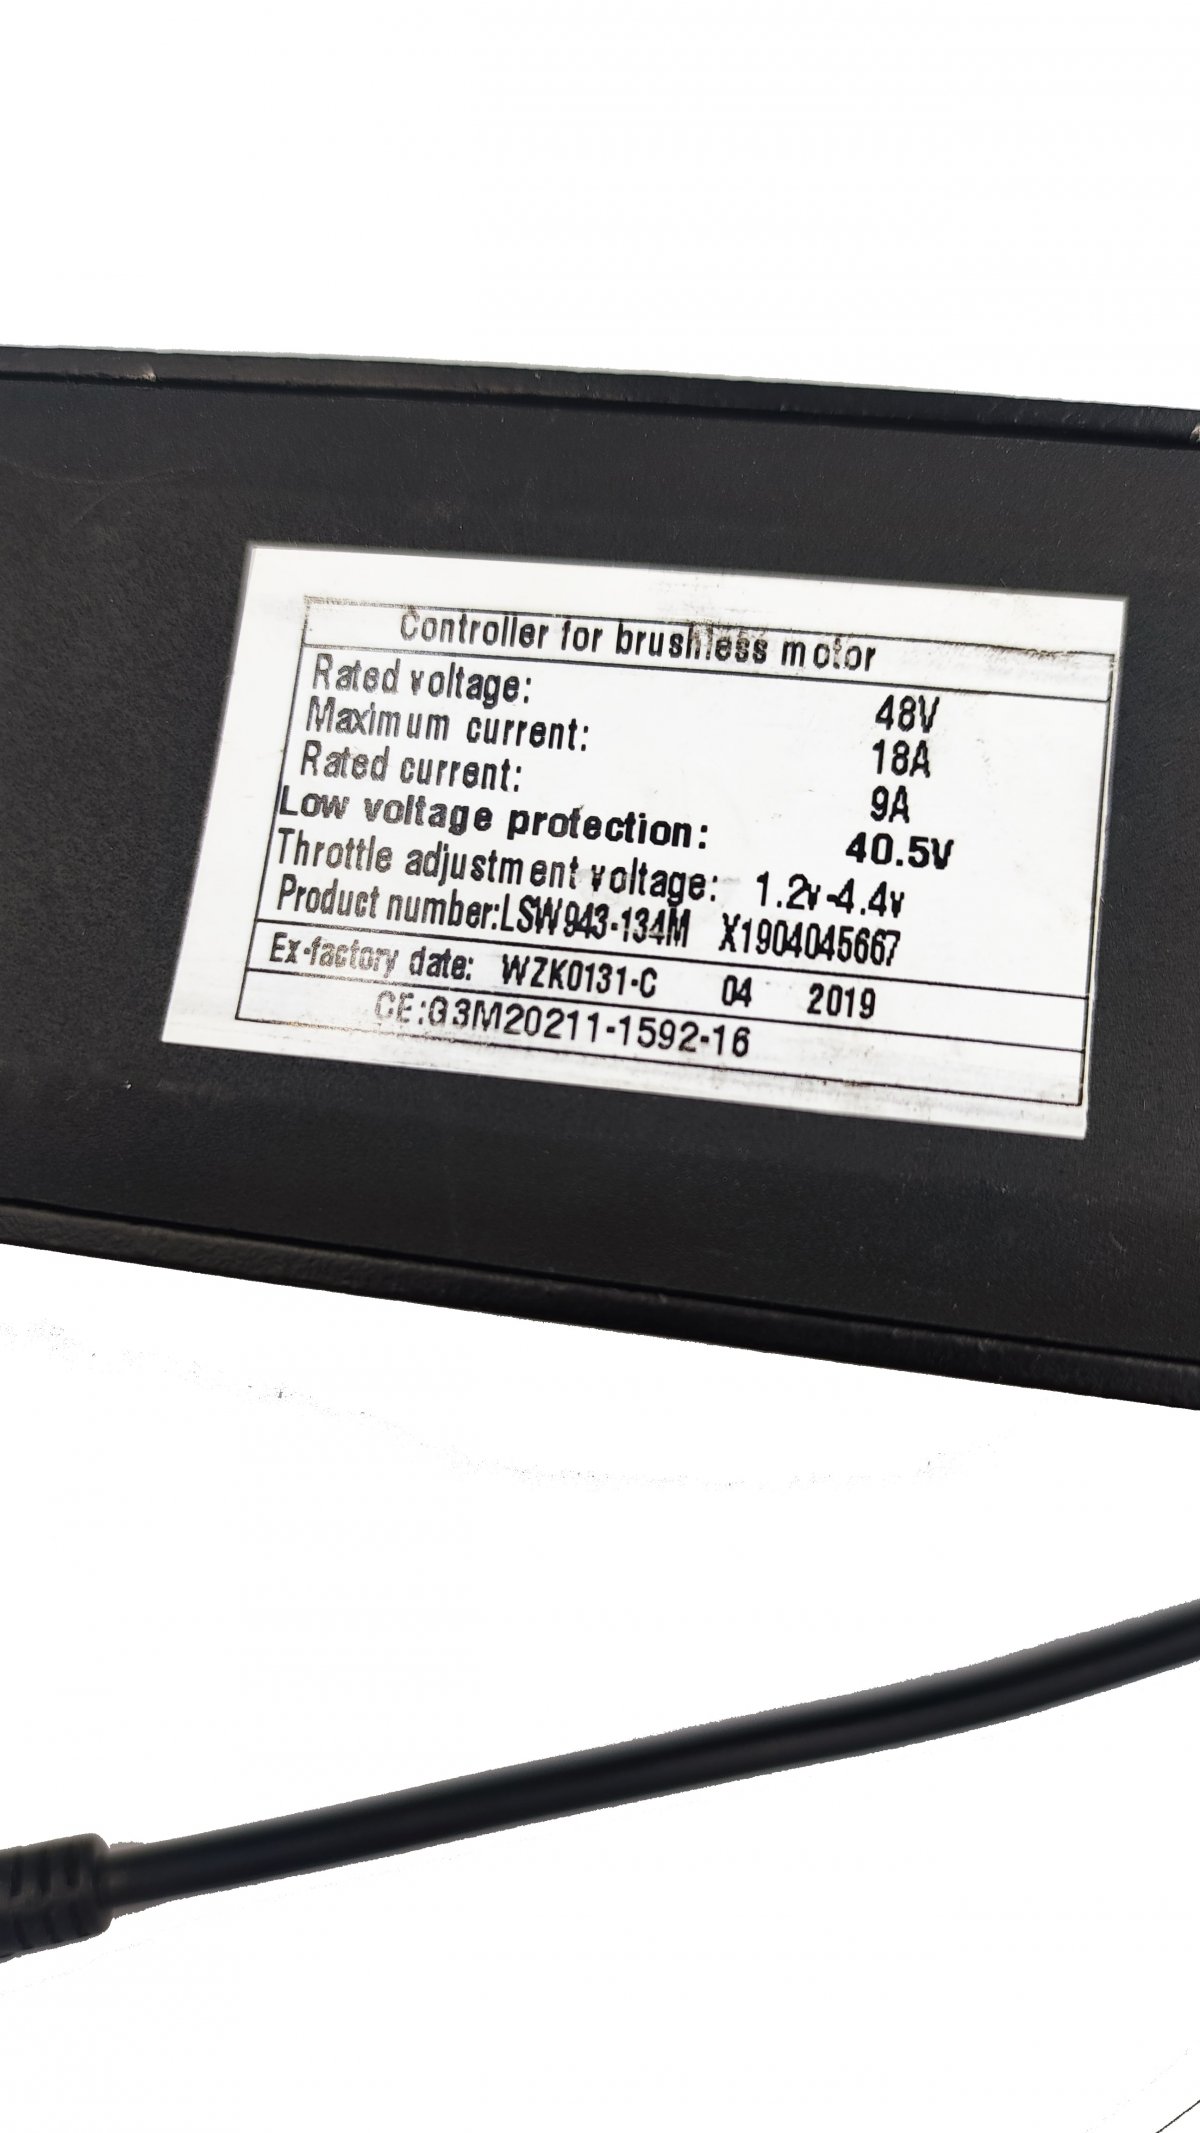 Controller for brushless motor
Rated voltage: 48V
Maximum current: 18A
Rated current: 9A
Low voltage protection: 40.5V
Throttle adjustment voltage: 1.2v-4.4v
Product number:LSW943-134M X1904045667
Ex-factory date: WZK0131-C 04 2019
CE:G3M20211-1592-16